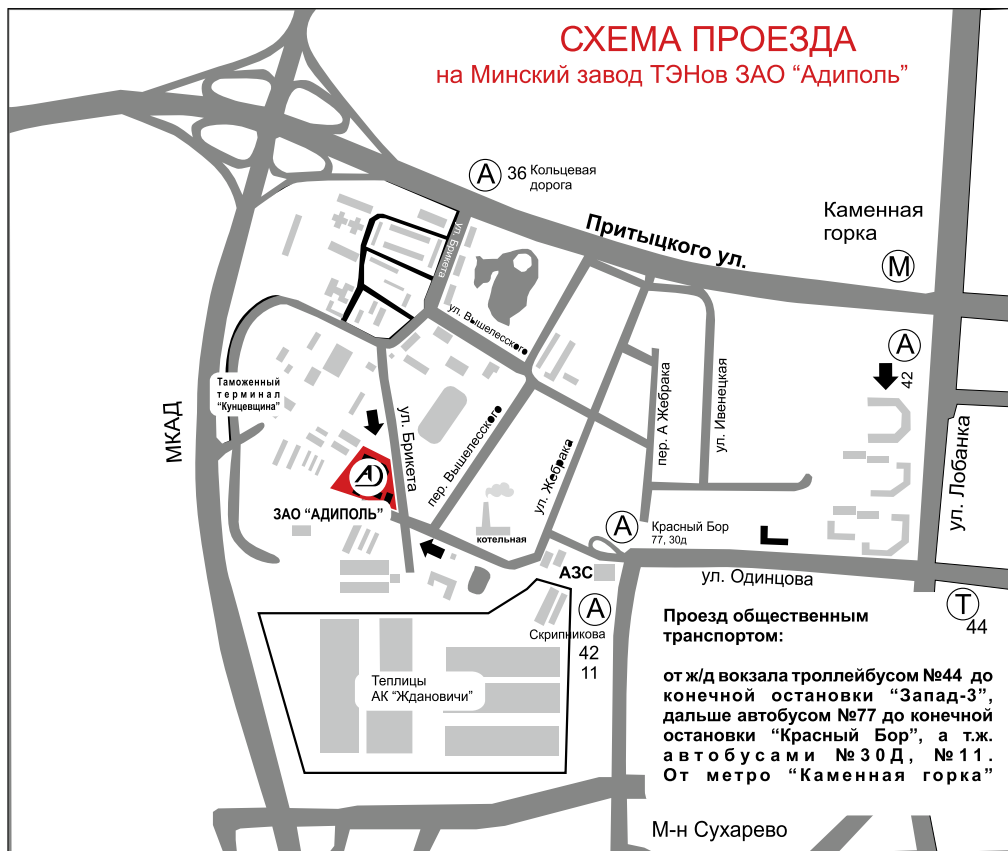 СХЕМА ПРОЕЗДА
на Минский завод ТЭНов ЗАО “Адиполь”
А 36 Кольцевая
дорога
Притыцкого ул.
Каменная
горка
М
ул. Брикета
ул. Вышелесского
А
42
Таможенный
терминал
“Кунцевщина”
МКАД
ул. Брикета
пер. Вышелесского
ул. Жебрака
пер. А Жебрака
ул. Ивенецкая
ул. Лобанка
ЗАО “АДИПОЛЬ”
котельная
А
Красный Бор
77, 30д
АЗС
ул. Одинцова
А
Скрипникова
42
11
Т
44
Теплицы
АК “Ждановичи”
Проезд общественным
транспортом:
от ж/д вокзала троллейбусом №44 до
конечной остановки “Запад-3”,
дальше автобусом №77 до конечной
остановки “Красный Бор”, а т.ж.
автобусами №30Д, №11.
От метро “Каменная горка”
М-н Сухарево